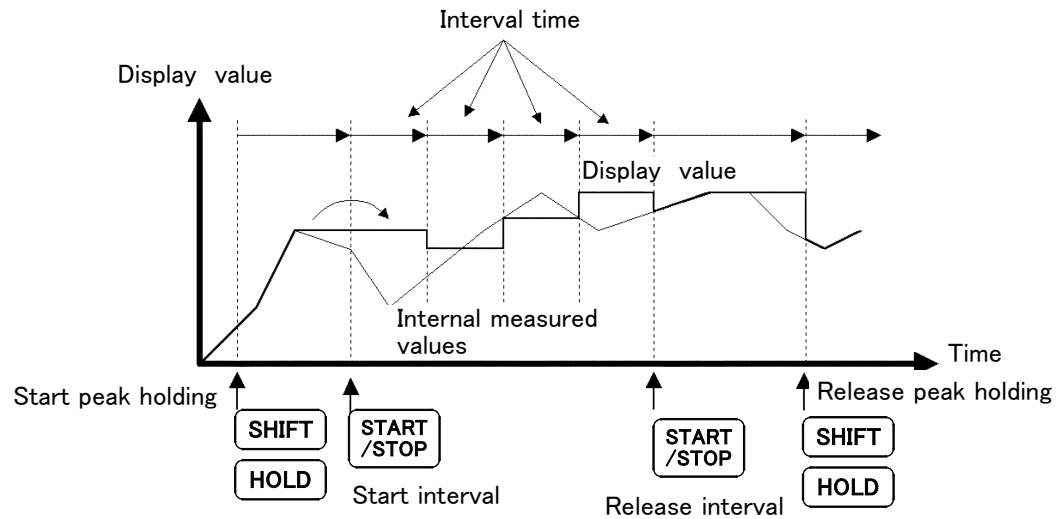 Interval time
Display value
Display value
Internal measured
values
Time
Start peak holding
Release peak holding
SHIFT
HOLD
START
/STOP
Start interval
START
/STOP
Release interval
SHIFT
HOLD